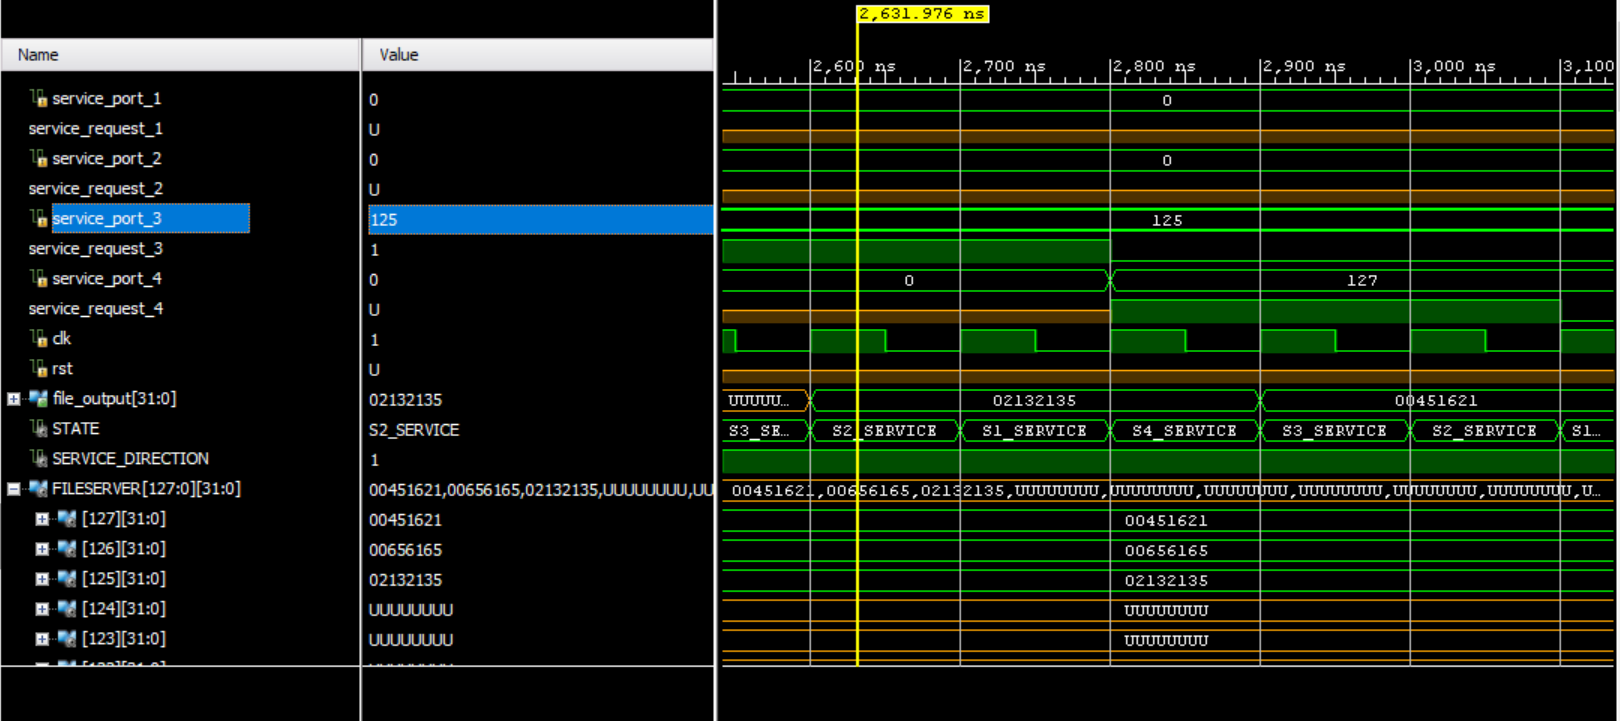 2,631.976 ns
Name Value
2,600 ns 2,700 ns 2,800 ns 2,900 ns 3,000 ns 3,100
service_port_1 0 0
service_request_1 U
service_port_2 0 0
service_request_2 U
service_port_3 125 125
service_request_3 1
service_port_4 0 0 127
service_request_4 U
clk 1
rst U
file_output[31:0] 02132135 UUUUU... 02132135 00451621
STATE S2_SERVICE S3_SE... S2_SERVICE S1_SERVICE S4_SERVICE S3_SERVICE S2_SERVICE S1...
SERVICE_DIRECTION 1
FILESERVER[127:0][31:0] 00451621,00656165,02132135,UUUUUUUU,UU 00451621,00656165,02132135,UUUUUUUU,UUUUUUUU,UUUUUUUU,UUUUUUUU,UUUUUUUU,U...
[127][31:0] 00451621 00451621
[126][31:0] 00656165 00656165
[125][31:0] 02132135 02132135
[124][31:0] UUUUUUUU UUUUUUUU
[123][31:0] UUUUUUUU UUUUUUUU